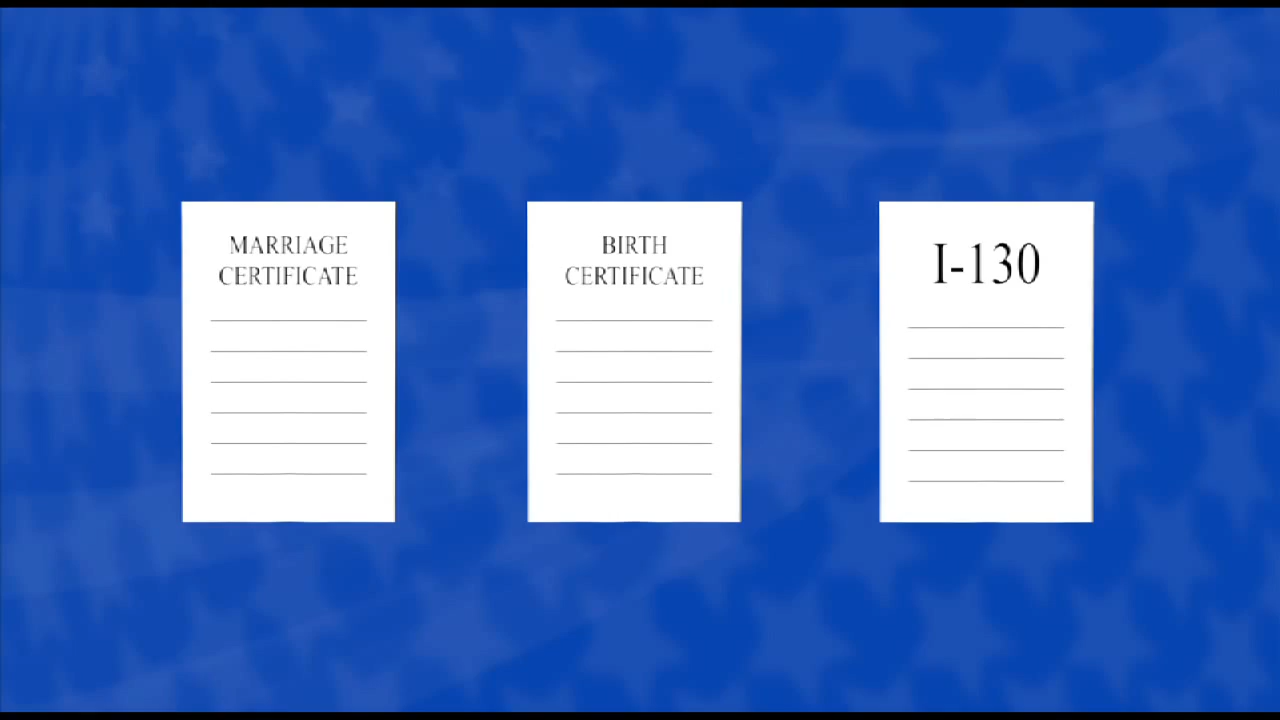 MARRIAGE
CERTIFICATE
BIRTH
CERTIFICATE
I-130